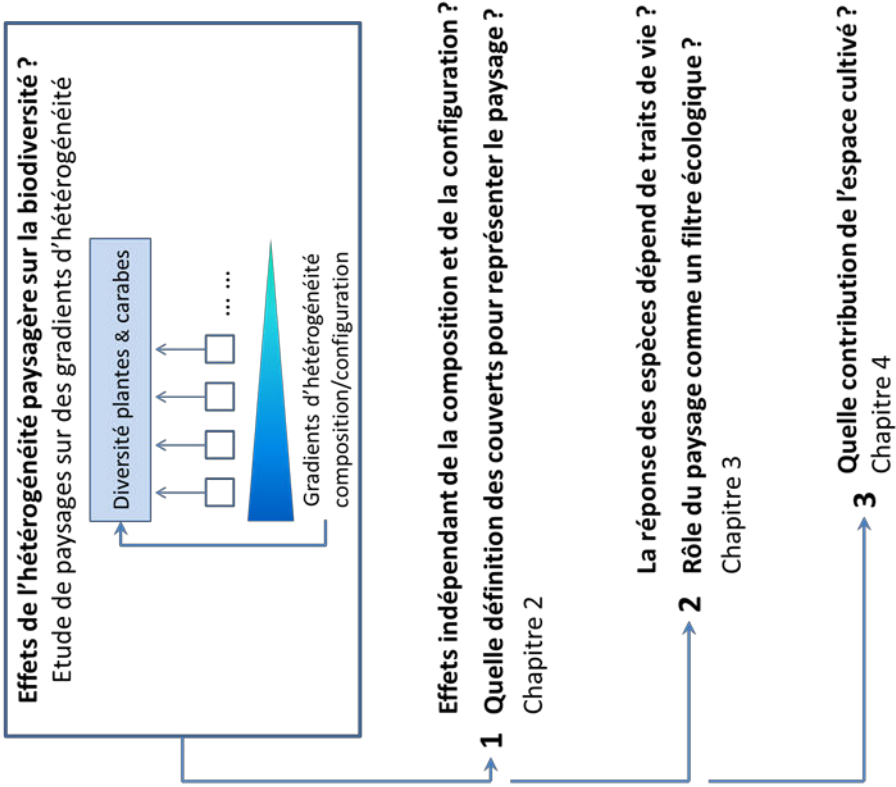 Effets de l'hétérogénéité paysagère sur la biodiversité ?
Etude de paysages sur des gradients d'hétérogénéité
Diversité plantes & carabes
... ...
Gradients d'hétérogénéité
composition/configuration
Effets indépendant de la composition et de la configuration ?
1 Quelle définition des couverts pour représenter le paysage ?
Chapitre 2
La réponse des espèces dépend de traits de vie ?
2 Rôle du paysage comme un filtre écologique ?
Chapitre 3
3 Quelle contribution de l'espace cultivé ?
Chapitre 4